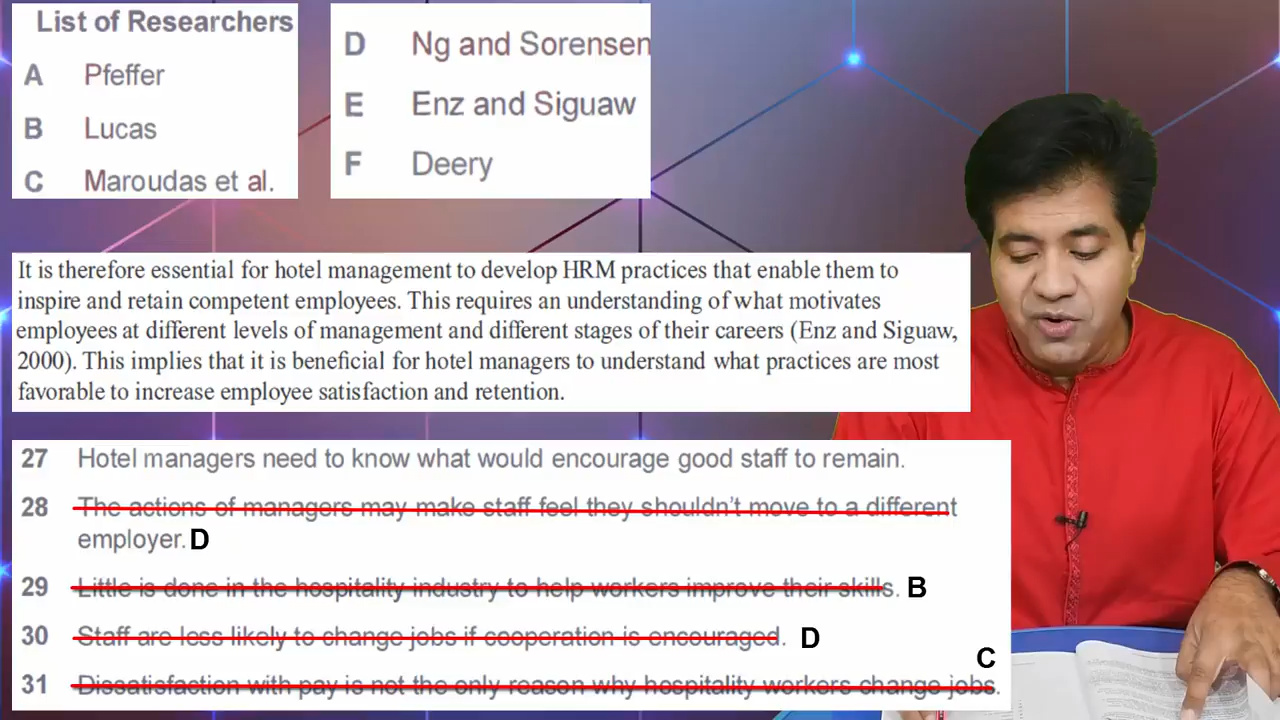 List of Researchers
A Pfeffer
B Lucas
C Maroudas et al.
D Ng and Sorensen
E Enz and Siguaw
F Deery
It is therefore essential for hotel management to develop HRM practices that enable them to
inspire and retain competent employees. This requires an understanding of what motivates
employees at different levels of management and different stages of their careers (Enz and Siguaw,
2000). This implies that it is beneficial for hotel managers to understand what practices are most
favorable to increase employee satisfaction and retention.
27 Hotel managers need to know what would encourage good staff to remain.
28 The actions of managers may make staff feel they shouldn't move to a different
employer. D
29 Little is done in the hospitality industry to help workers improve their skills. B
30 Staff are less likely to change jobs if cooperation is encouraged. D
C
31 Dissatisfaction with pay is not the only reason why hospitality workers change jobs.